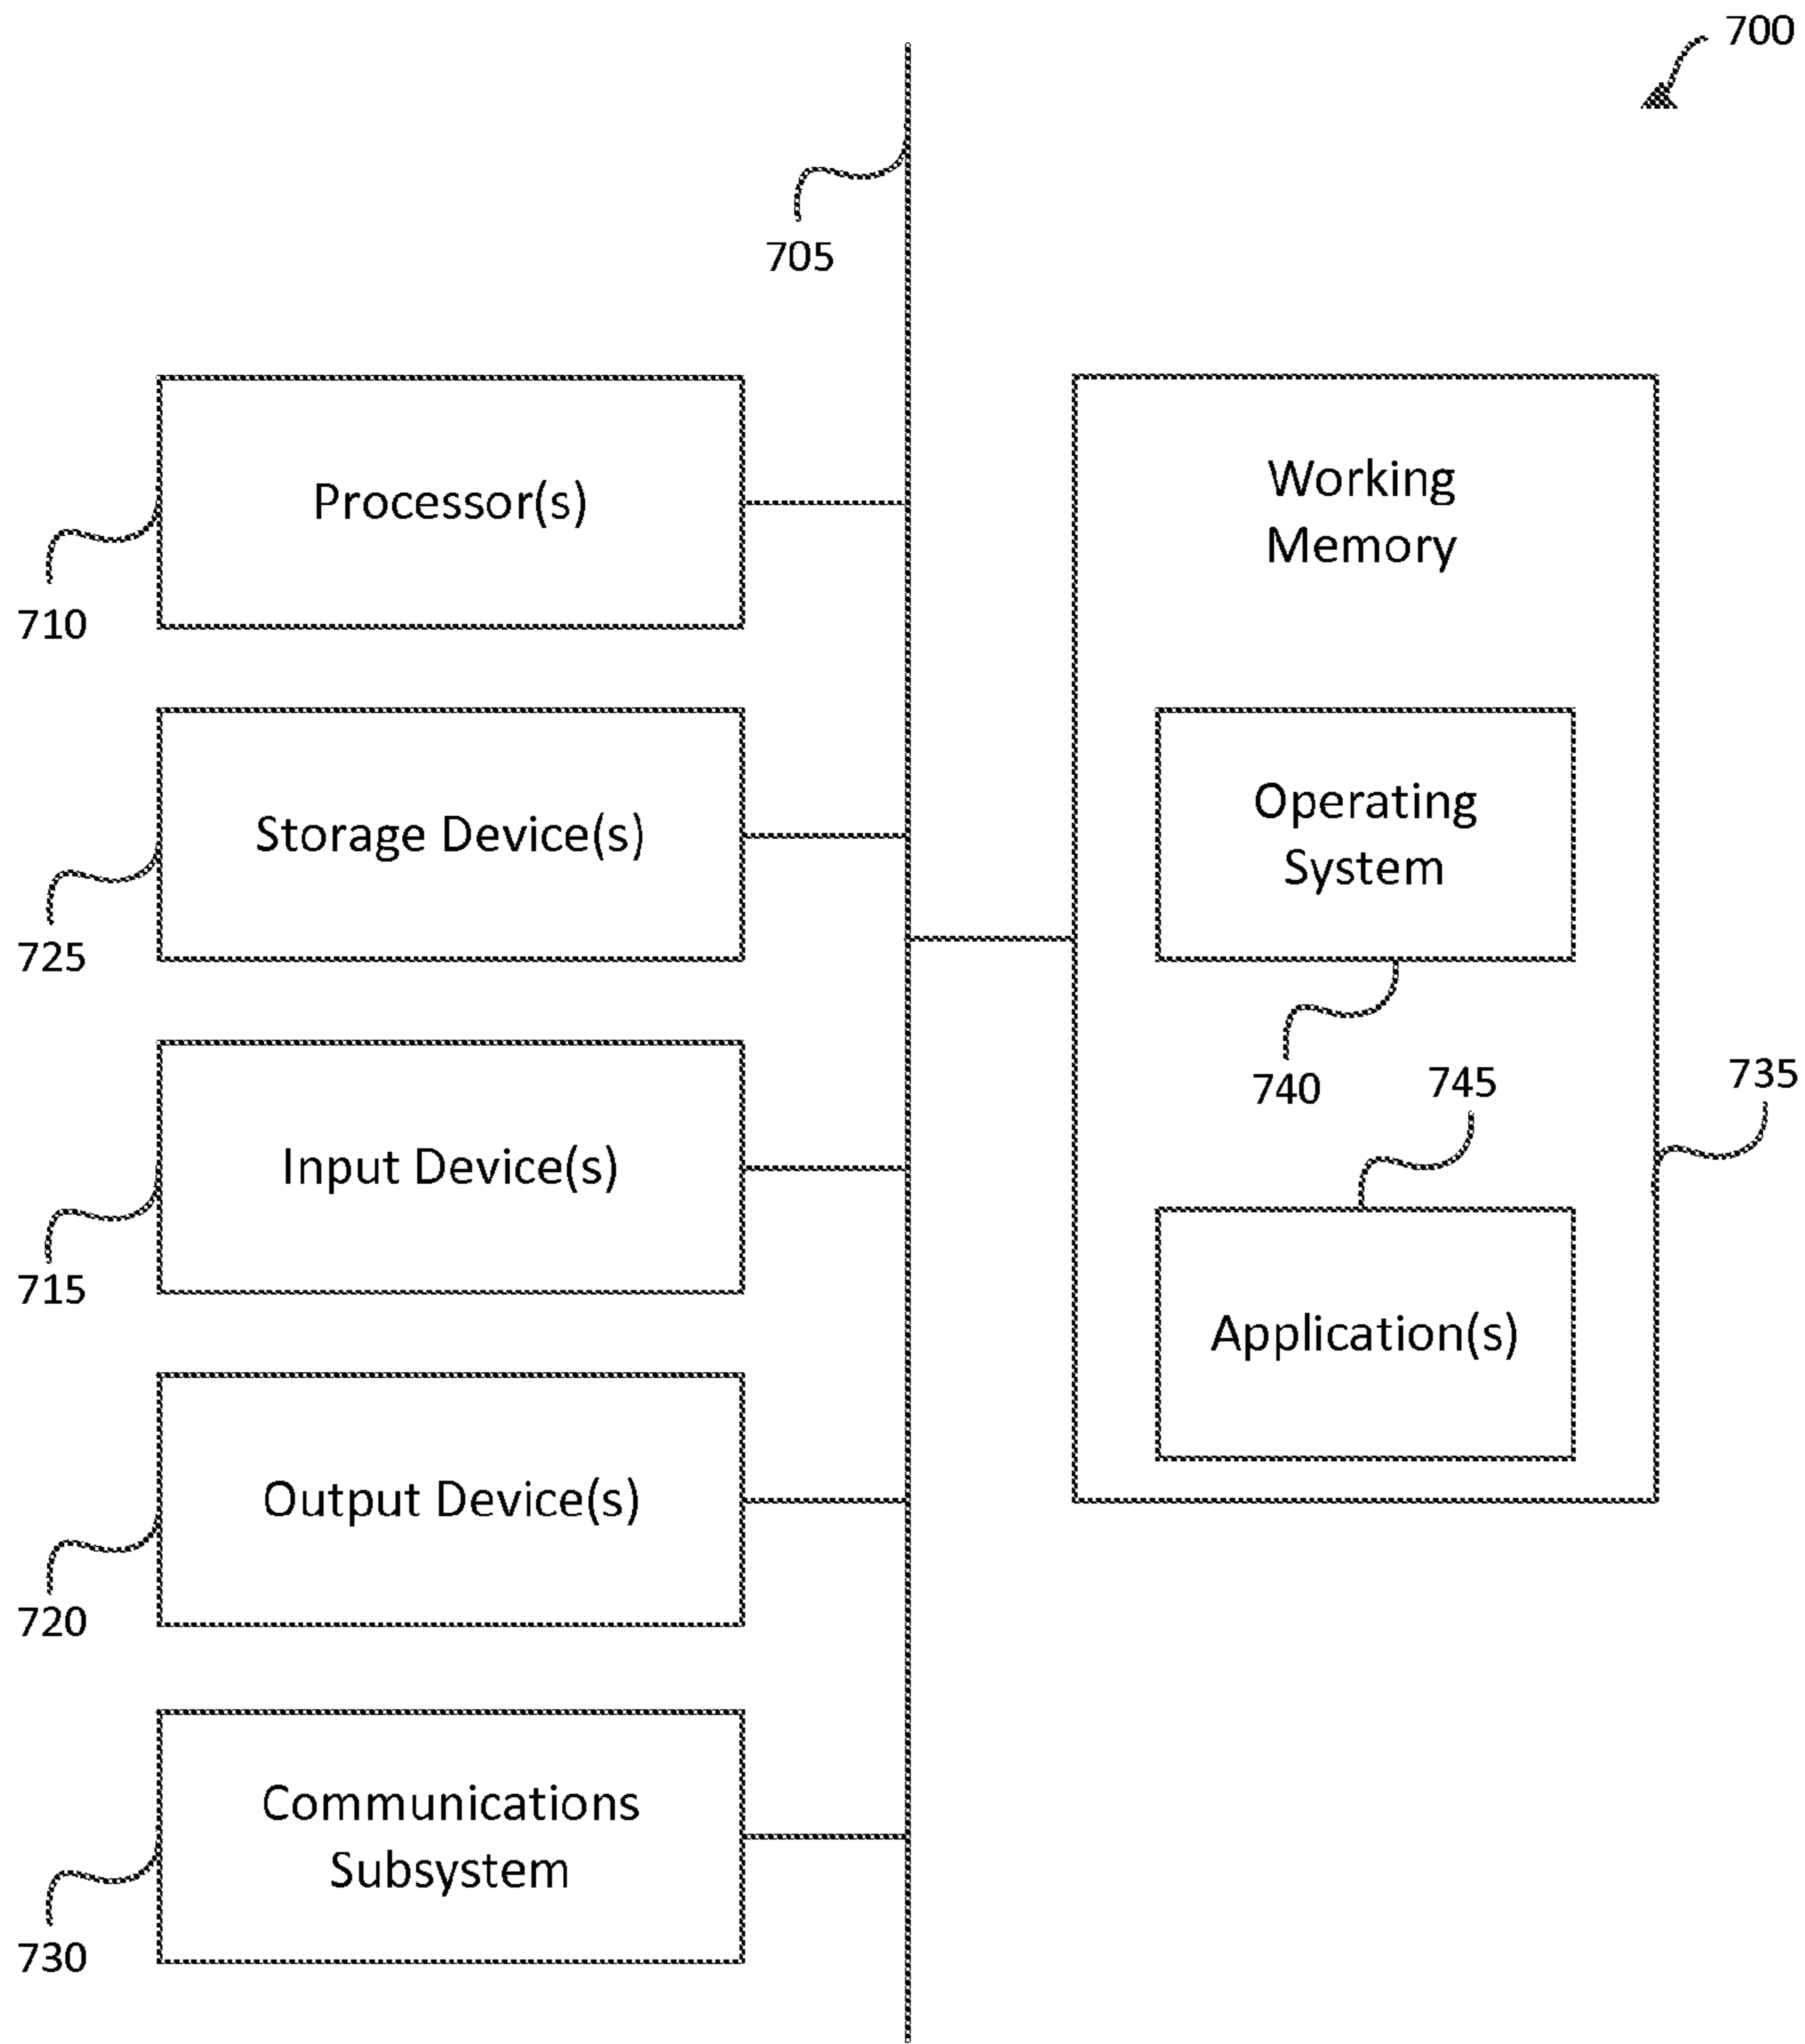 700
705
Processor(s)
710
Storage Device(s)
725
Input Device(s)
715
Output Device(s)
720
Communications
Subsystem
730
Working
Memory
Operating
System
740
745
735
Application(s)